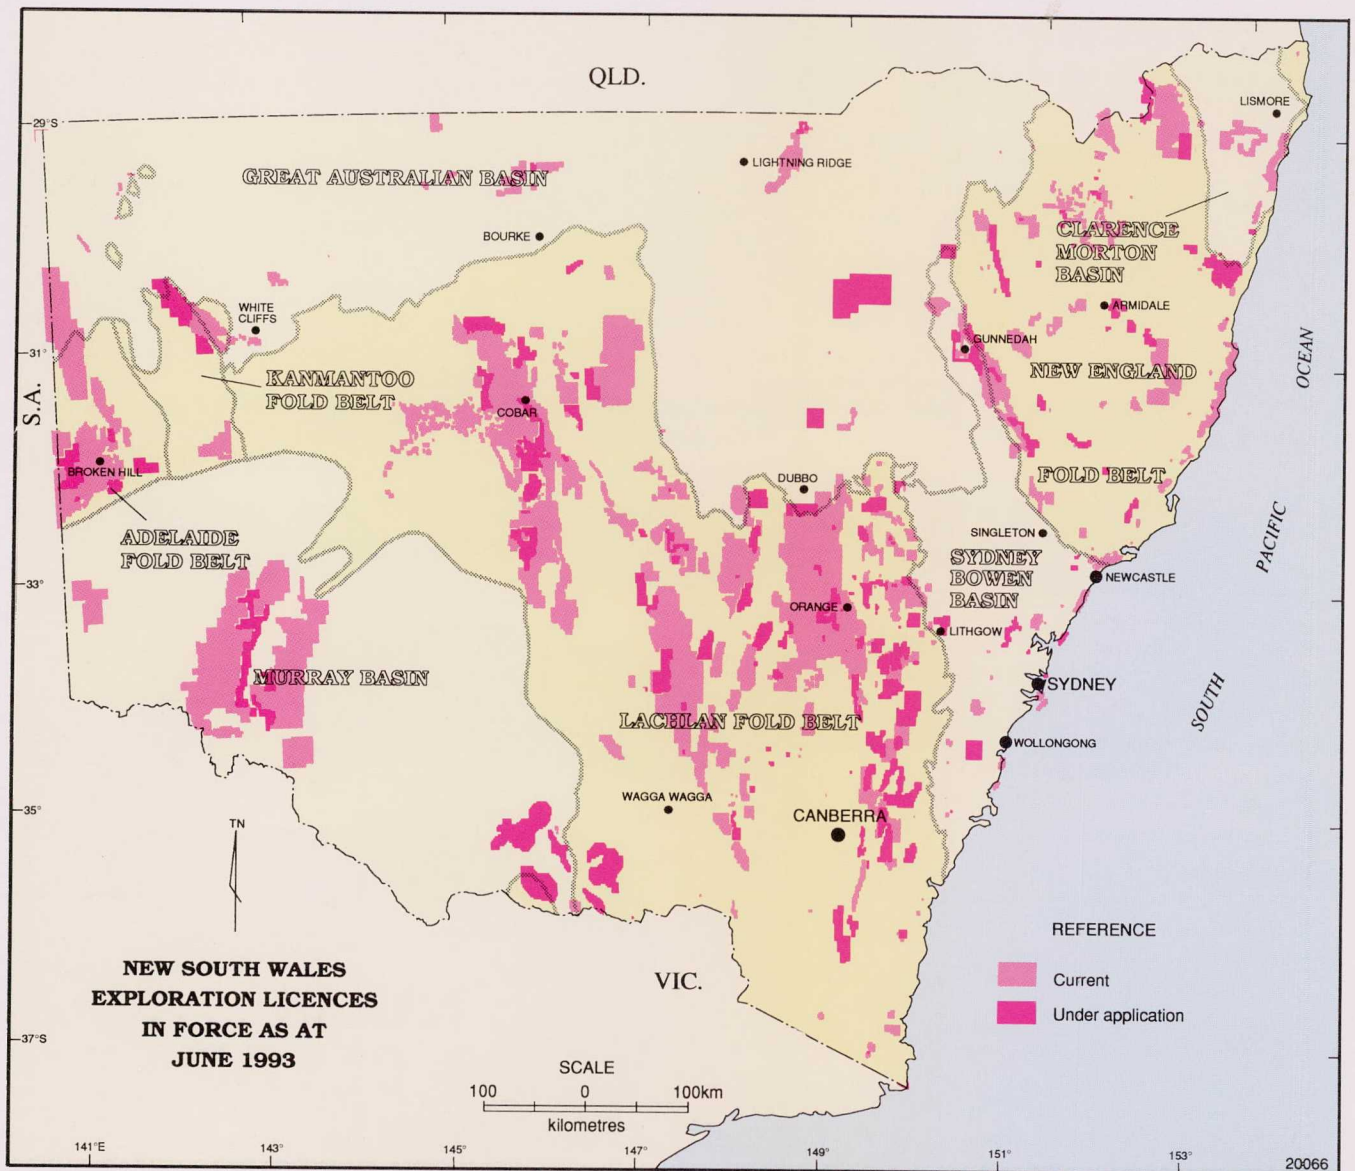 QLD.
LISMORE
29°S
LIGHTNING RIDGE
GREAT AUSTRALIAN BASIN
BOURKE
CLARENCE
MORTON
BASIN
WHITE
CLIFFS
ARMIDALE
GUNNEDAH
OCEAN
31°
KANMANTOO
FOLD BELT
NEW ENGLAND
S.A.
COBAR
BROKEN HILL
DUBBO
FOLD BELT
PACIFIC
ADELAIDE
FOLD BELT
SINGLETON
SYDNEY
BOWEN
BASIN
33°
NEWCASTLE
ORANGE
LITHGOW
MURRAY BASIN
SYDNEY
SOUTH
LACHLAN FOLD BELT
WOLLONGONG
35°
WAGGA WAGGA
CANBERRA
TN
REFERENCE
NEW SOUTH WALES
EXPLORATION LICENCES
IN FORCE AS AT
JUNE 1993
VIC.
Current
Under application
37°S
SCALE
100 0 100km
kilometres
141°E 143° 145° 147° 149° 151° 153°
20066